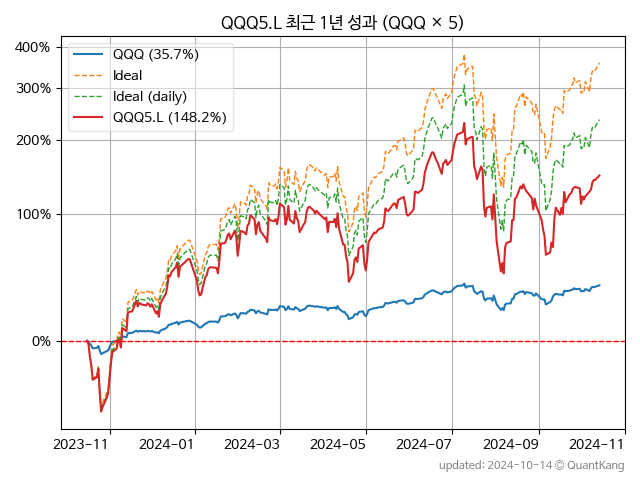 QQQ5.L 최근 1년 성과 (QQQ × 5)
400%
300%
200%
100%
0%
QQQ (35.7%)
Ideal
Ideal (daily)
QQQ5.L (148.2%)
2023-11
2024-01
2024-03
2024-05
2024-07
2024-09
2024-11
updated: 2024-10-14 © QuantKang